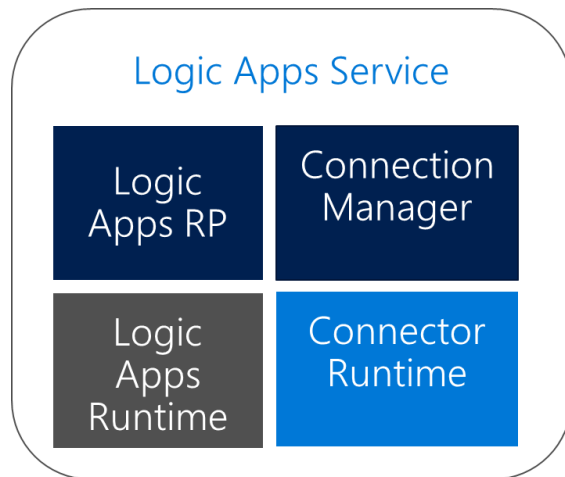 Logic Apps Service
Logic
Apps RP
Connection
Manager
Logic
Apps
Runtime
Connector
Runtime